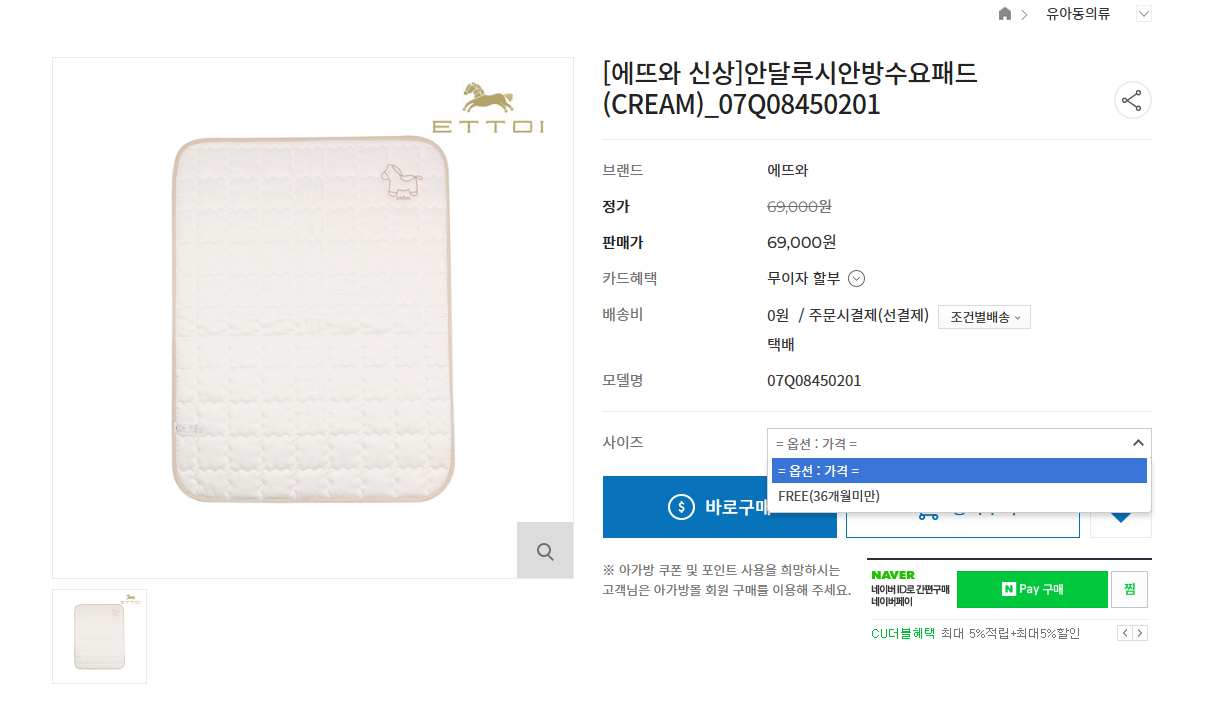 유아동의류
ETTOI
[에뜨와 신상]안달루시안방수요패드
(CREAM)_07Q08450201
브랜드
에뜨와
정가
69,000원
판매가
69,000원
카드혜택
무이자 할부
배송비
0원 / 주문시결제(선결제)
조건별배송
택배
모델명
07Q08450201
사이즈
= 옵션 : 가격 =
= 옵션 : 가격 =
FREE(36개월미만)
바로구매
※ 아가방 쿠폰 및 포인트 사용을 희망하시는
고객님은 아가방몰 회원 구매를 이용해 주세요.
NAVER
네이버 ID로 간편구매
네이버페이
N Pay 구매
찜
CU더블혜택 최대 5%적립+최대5%할인